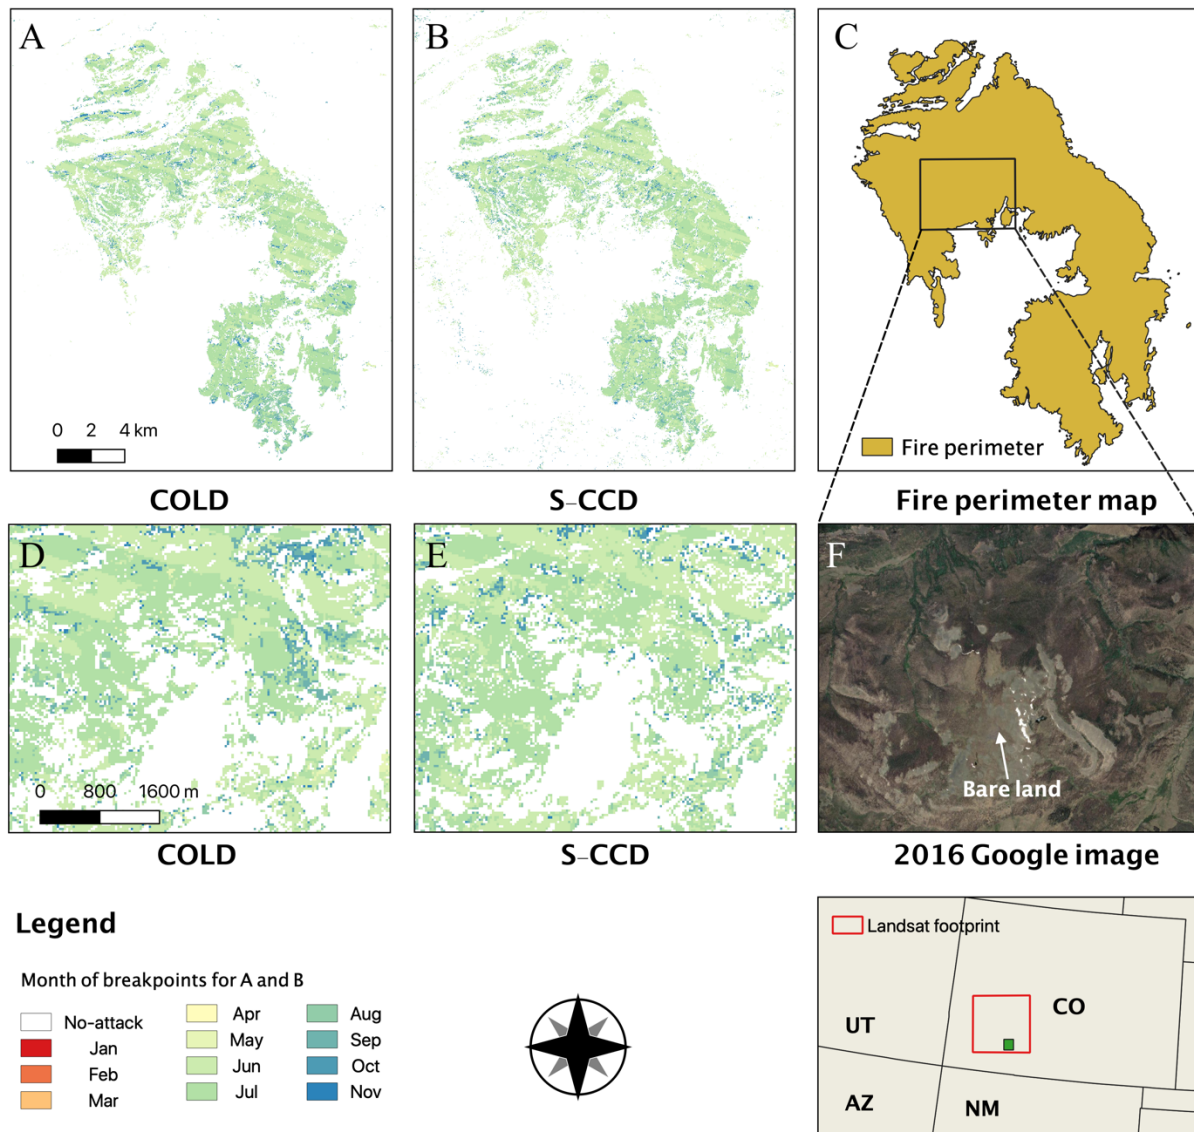 A
B
C
0 2 4 km
Fire perimeter
COLD
S-CCD
Fire perimeter map
D
E
F
0 800 1600 m
Bare land
COLD
S-CCD
2016 Google image
Legend
Month of breakpoints for A and B
No-attack
Jan
Feb
Mar
Apr
May
Jun
Jul
Aug
Sep
Oct
Nov
Landsat footprint
UT
CO
AZ
NM